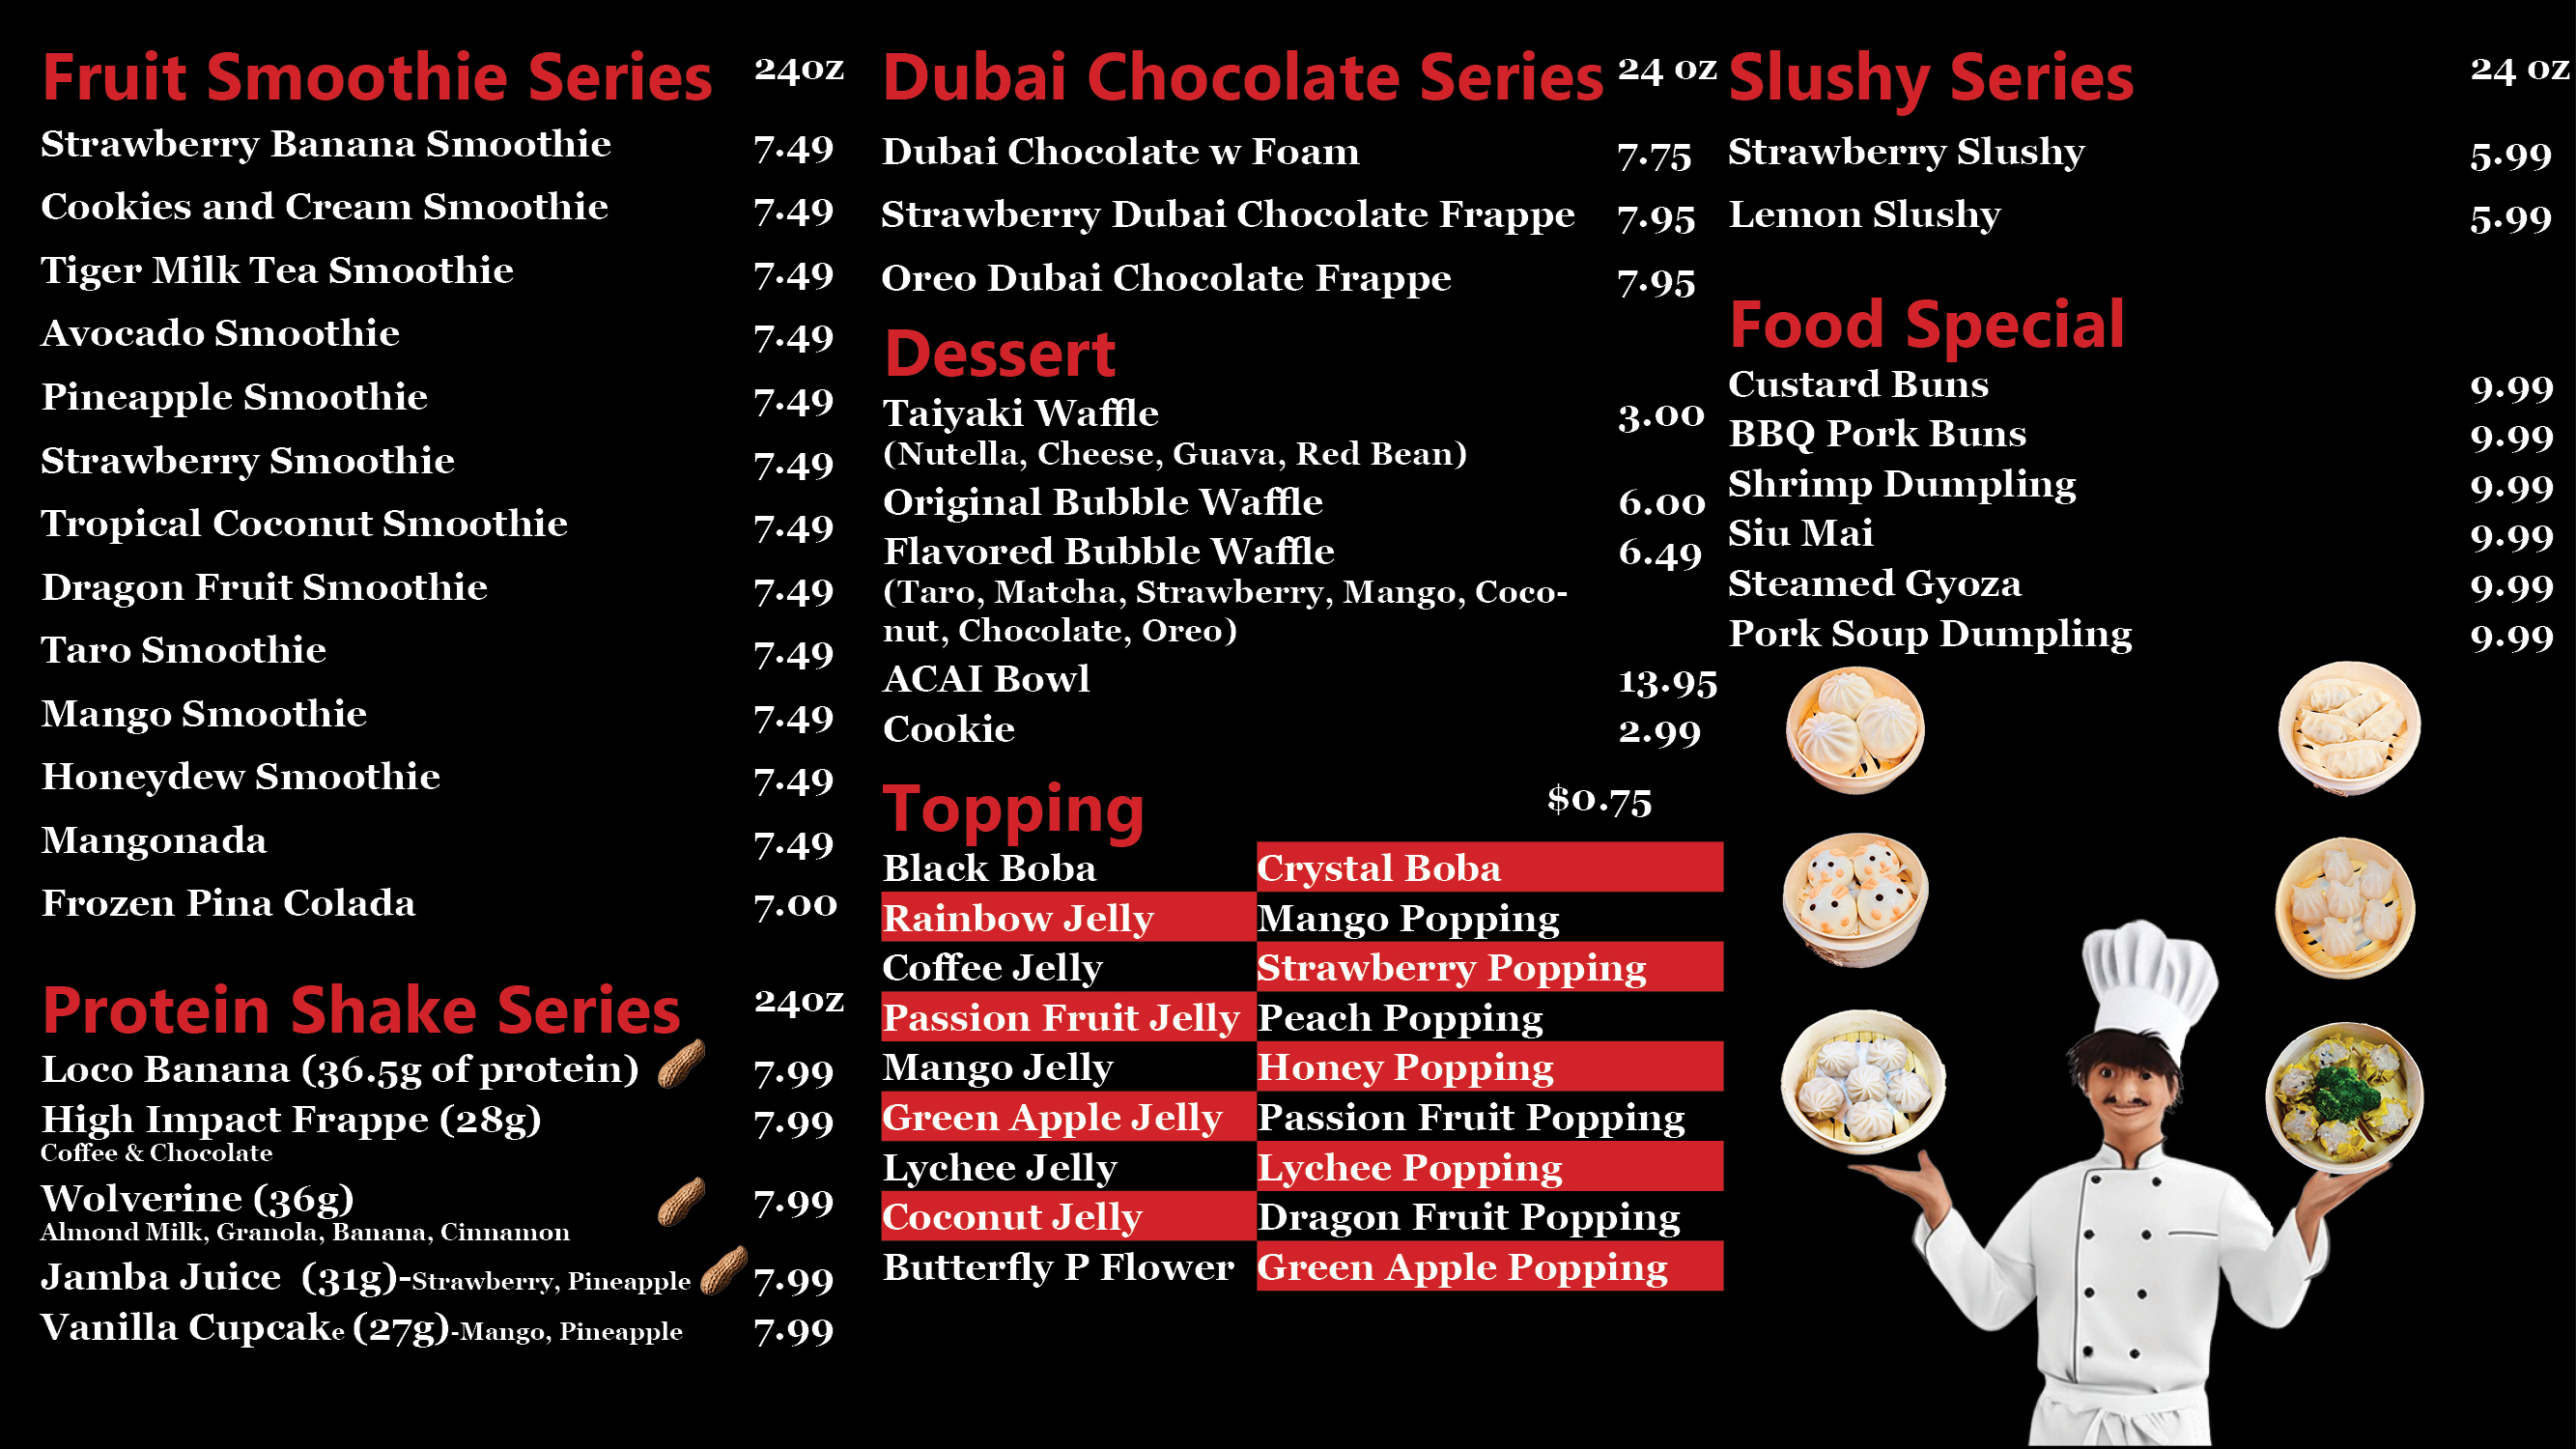 Fruit Smoothie Series 24oz
Strawberry Banana Smoothie 7.49
Cookies and Cream Smoothie 7.49
Tiger Milk Tea Smoothie 7.49
Avocado Smoothie 7.49
Pineapple Smoothie 7.49
Strawberry Smoothie 7.49
Tropical Coconut Smoothie 7.49
Dragon Fruit Smoothie 7.49
Taro Smoothie 7.49
Mango Smoothie 7.49
Honeydew Smoothie 7.49
Mangonada 7.49
Frozen Pina Colada 7.00
Protein Shake Series 24oz
Loco Banana (36.5g of protein) 7.99
High Impact Frappe (28g) 7.99
Coffee & Chocolate
Wolverine (36g) 7.99
Almond Milk, Granola, Banana, Cinnamon
Jamba Juice (31g)-Strawberry, Pineapple 7.99
Vanilla Cupcake (27g)-Mango, Pineapple 7.99
Dubai Chocolate Series 24 oz
Dubai Chocolate w Foam 7.75
Strawberry Dubai Chocolate Frappe 7.95
Oreo Dubai Chocolate Frappe 7.95
Dessert
Taiyaki Waffle 3.00
(Nutella, Cheese, Guava, Red Bean)
Original Bubble Waffle 6.00
Flavored Bubble Waffle 6.49
(Taro, Matcha, Strawberry, Mango, Coco-
nut, Chocolate, Oreo)
ACAI Bowl 13.95
Cookie 2.99
Topping $0.75
Black Boba Crystal Boba
Rainbow Jelly Mango Popping
Coffee Jelly Strawberry Popping
Passion Fruit Jelly Peach Popping
Mango Jelly Honey Popping
Green Apple Jelly Passion Fruit Popping
Lychee Jelly Lychee Popping
Coconut Jelly Dragon Fruit Popping
Butterfly P Flower Green Apple Popping
Slushy Series 24 oz
Strawberry Slushy 5.99
Lemon Slushy 5.99
Food Special
Custard Buns 9.99
BBQ Pork Buns 9.99
Shrimp Dumpling 9.99
Siu Mai 9.99
Steamed Gyoza 9.99
Pork Soup Dumpling 9.99